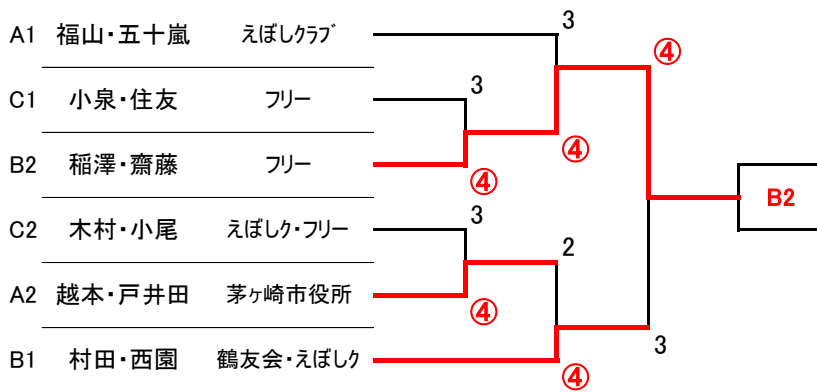 A1 福山・五十嵐 えぼしｸﾗﾌﾞ 3
④
C1 小泉・住友 フリー 3
④
B2 稲澤・齋藤 フリー ④
B2
C2 木村・小尾 えぼしｸ・フリー 3
2
A2 越本・戸井田 茅ヶ崎市役所 ④
3
B1 村田・西園 鶴友会・えぼしｸ ④